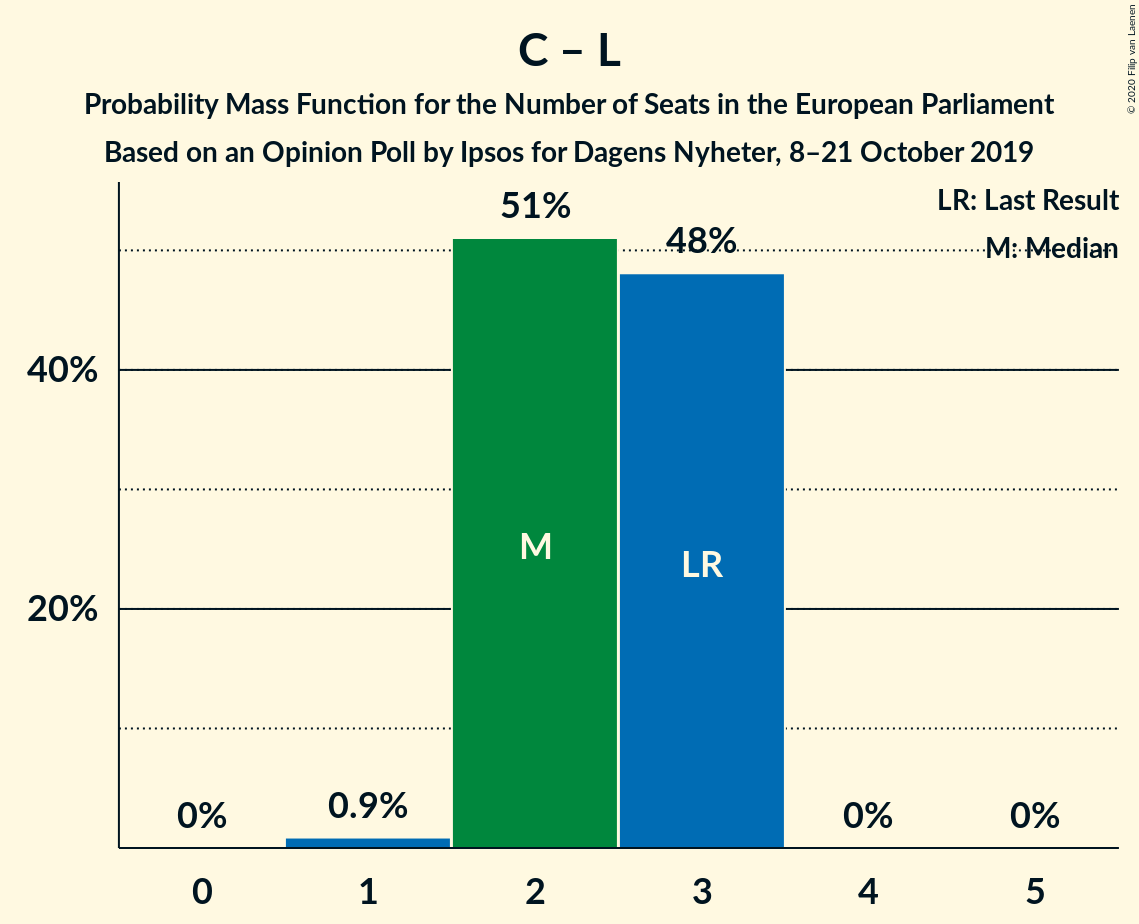 C – L
Probability Mass Function for the Number of Seats in the European Parliament
Based on an Opinion Poll by Ipsos for Dagens Nyheter, 8–21 October 2019
© 2020 Filip van Laenen
LR: Last Result
M: Median
51%
48%
40%
M
LR
20%
0%
0.9%
0%
0%
0 1 2 3 4 5